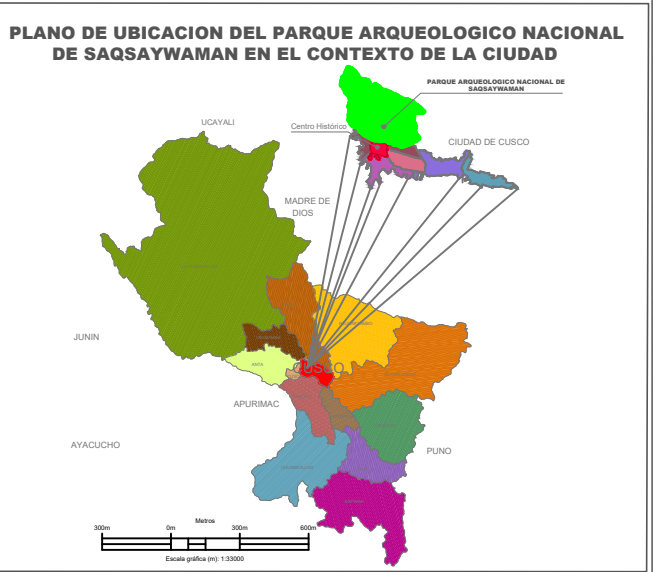 PLANO DE UBICACION DEL PARQUE ARQUEOLOGICO NACIONAL
DE SAQSAYWAMAN EN EL CONTEXTO DE LA CIUDAD
PARQUE ARQUEOLOGICO NACIONAL DE
SAQSAYWAMAN
UCAYALI
Centro Histórico
CIUDAD DE CUSCO
MADRE DE
DIOS
JUNIN
ANTA
CUSCO
APURIMAC
AYACUCHO
PUNO
Metros
300m 0m 300m 600m
Escala gráfica (m): 1:33000